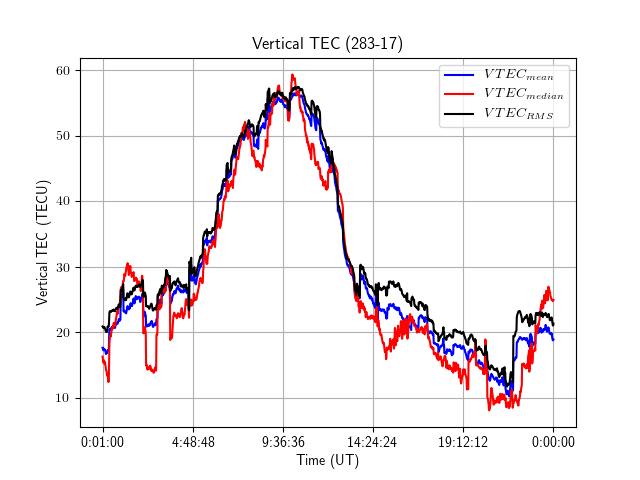 Vertical TEC (283-17)
VTEC_mean
VTEC_median
VTEC_RMS
60
50
40
30
20
10
Vertical TEC (TECU)
0:01:00 4:48:48 9:36:36 14:24:24 19:12:12 0:00:00
Time (UT)